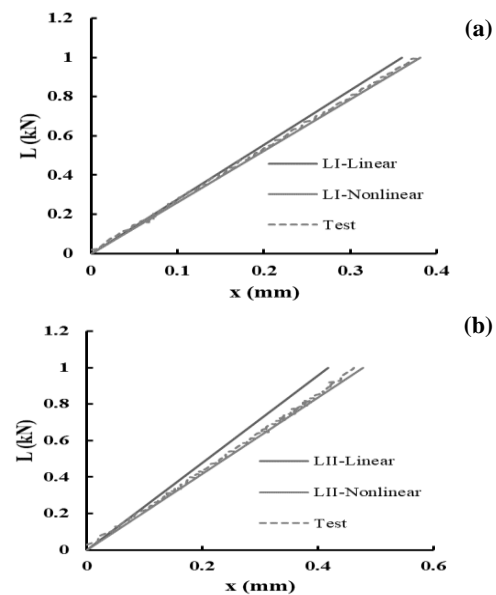 (a)
1.2
1
0.8
0.6
0.4
0.2
0
L (kN)
LI-Linear
LI-Nonlinear
Test
0 0.1 0.2 0.3 0.4
x (mm)
(b)
1.2
1
0.8
0.6
0.4
0.2
0
L (kN)
LII-Linear
LII-Nonlinear
Test
0 0.2 0.4 0.6
x (mm)